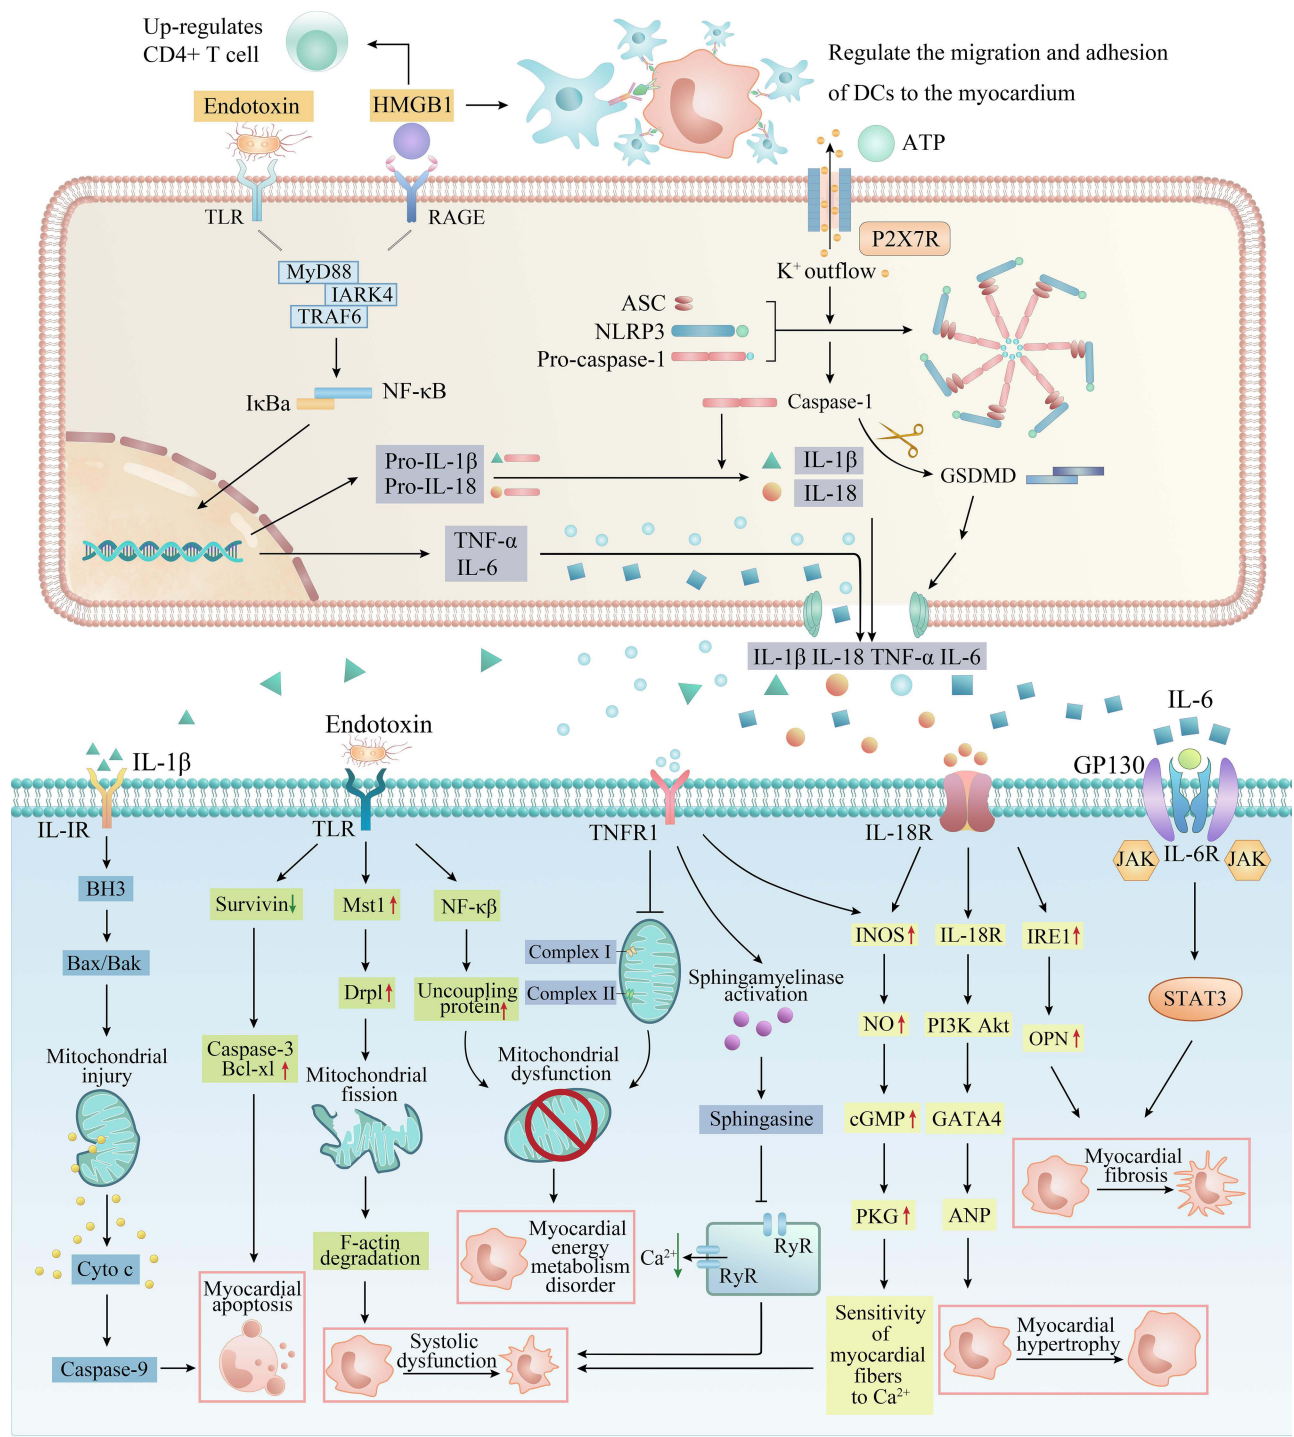 Up-regulates
CD4+ T cell
Endotoxin
HMGB1
Regulate the migration and adhesion
of DCs to the myocardium
ATP
TLR
RAGE
P2X7R
MyD88
IARK4
TRAF6
K⁺ outflow
ASC
NLRP3
Pro-caspase-1
IκBa
NF-κB
Caspase-1
Pro-IL-1β
Pro-IL-18
IL-1β
IL-18
GSDMD
TNF-α
IL-6
IL-1β IL-18 TNF-α IL-6
Endotoxin
IL-6
IL-1β
GP130
IL-IR
TLR
TNFR1
IL-18R
JAK
IL-6R
JAK
BH3
Survivin
Mst1
NF-κβ
INOS
IL-18R
IRE1
Bax/Bak
Complex I
Complex II
Sphingamyelinase
activation
Drpl
Uncoupling
protein
STAT3
NO
PI3K Akt
OPN
Mitochondrial
injury
Caspase-3
Bcl-xl
Mitochondrial
fission
Mitochondrial
dysfunction
Sphingasine
cGMP
GATA4
Myocardial
fibrosis
PKG
ANP
F-actin
degradation
Myocardial
energy
metabolism
disorder
Ca²⁺
RyR
RyR
Cyto c
Myocardial
apoptosis
Sensitivity
of
myocardial
fibers
to Ca²⁺
Systolic
dysfunction
Myocardial
hypertrophy
Caspase-9